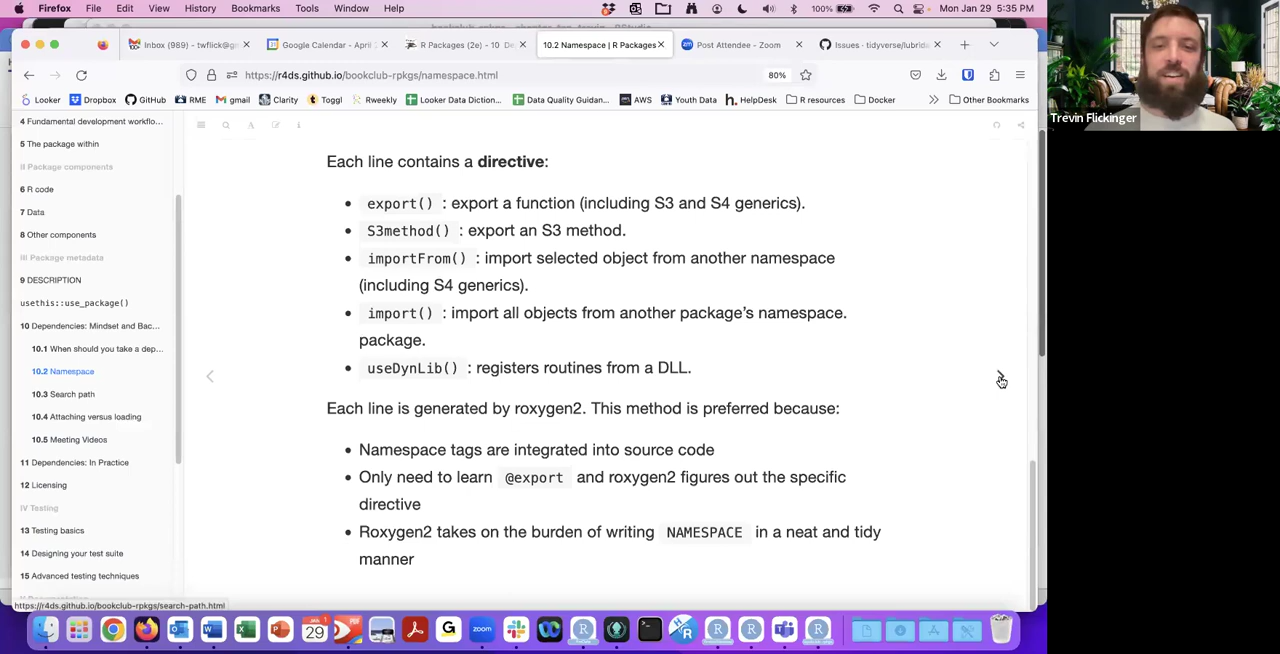 Firefox File Edit View History Bookmarks Tools Window Help 100% Mon Jan 29 5:35 PM
Inbox (989) - twflick@gm Google Calendar - April R Packages (2e) - 10 De 10.2 Namespace | R Packages Post Attendee - Zoom Issues · tidyverse/lubrida
https://r4ds.github.io/bookclub-rpkgs/namespace.html 80%
Looker Dropbox GitHub RME gmail Clarity Toggl Rweekly Looker Data Diction... Data Quality Guidan... AWS Youth Data HelpDesk R resources Docker Other Bookmarks
Trevin Flickinger
4 Fundamental development workflo...
5 The package within
II Package components
6 R code
7 Data
8 Other components
III Package metadata
9 DESCRIPTION
usethis::use_package()
10 Dependencies: Mindset and Bac...
10.1 When should you take a dep...
10.2 Namespace
10.3 Search path
10.4 Attaching versus loading
10.5 Meeting Videos
11 Dependencies: In Practice
12 Licensing
IV Testing
13 Testing basics
14 Designing your test suite
15 Advanced testing techniques
Each line contains a directive:
export() : export a function (including S3 and S4 generics).
S3method() : export an S3 method.
importFrom() : import selected object from another namespace
(including S4 generics).
import() : import all objects from another package's namespace.
package.
useDynLib() : registers routines from a DLL.
Each line is generated by roxygen2. This method is preferred because:
Namespace tags are integrated into source code
Only need to learn @export and roxygen2 figures out the specific
directive
Roxygen2 takes on the burden of writing NAMESPACE in a neat and tidy
manner
https://r4ds.github.io/bookclub-rpkgs/search-path.html
29
zoom